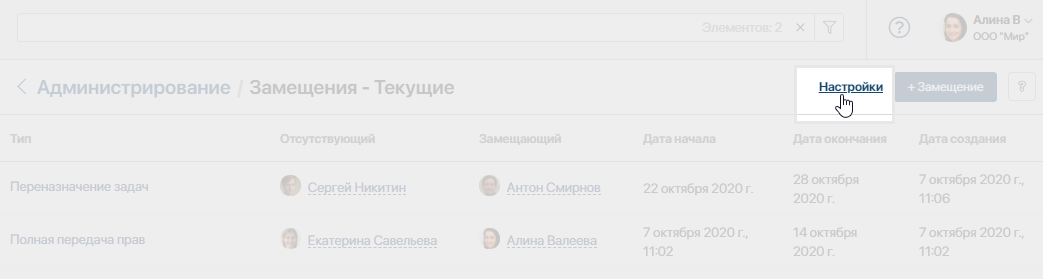 Элементов: 2
Алина В
ООО "Мир"
Администрирование / Замещения - Текущие
Настройки
+ Замещение
Тип Отсутствующий Замещающий Дата начала Дата окончания Дата создания
Переназначение задач Сергей Никитин Антон Смирнов 22 октября 2020 г. 28 октября 2020 г. 7 октября 2020 г., 11:06
Полная передача прав Екатерина Савельева Алина Валеева 7 октября 2020 г., 11:02 14 октября 2020 г. 7 октября 2020 г., 11:02